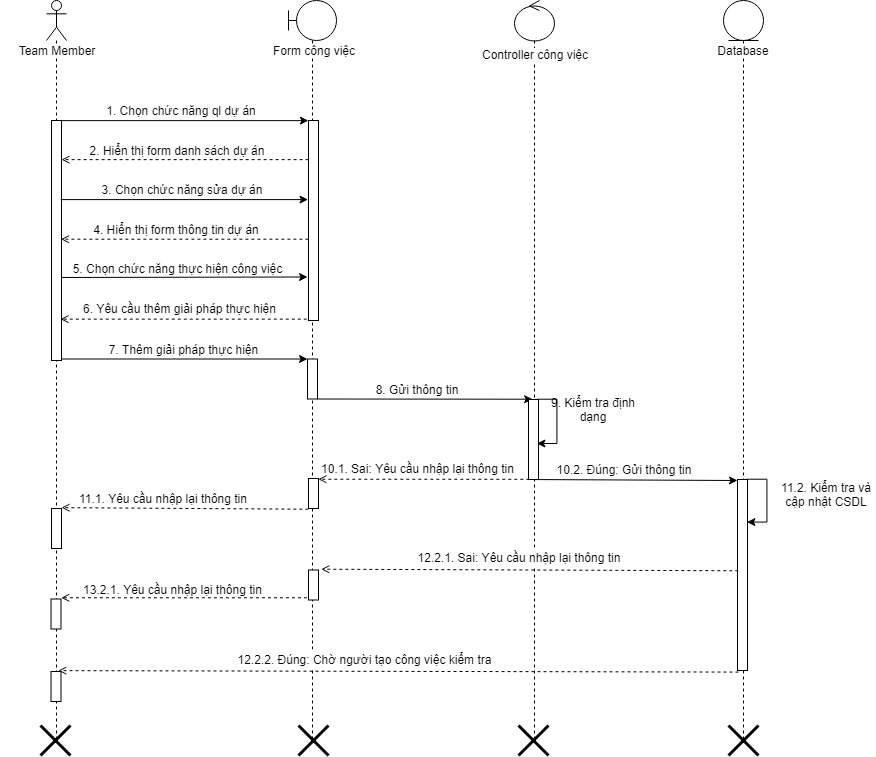 Team Member
Form công việc
Controller công việc
Database
1. Chọn chức năng ql dự án
2. Hiển thị form danh sách dự án
3. Chọn chức năng sửa dự án
4. Hiển thị form thông tin dự án
5. Chọn chức năng thực hiện công việc
6. Yêu cầu thêm giải pháp thực hiện
7. Thêm giải pháp thực hiện
8. Gửi thông tin
9. Kiểm tra định
dạng
10.1. Sai: Yêu cầu nhập lại thông tin
10.2. Đúng: Gửi thông tin
11.1. Yêu cầu nhập lại thông tin
11.2. Kiểm tra và
cập nhật CSDL
12.2.1. Sai: Yêu cầu nhập lại thông tin
13.2.1. Yêu cầu nhập lại thông tin
12.2.2. Đúng: Chờ người tạo công việc kiểm tra